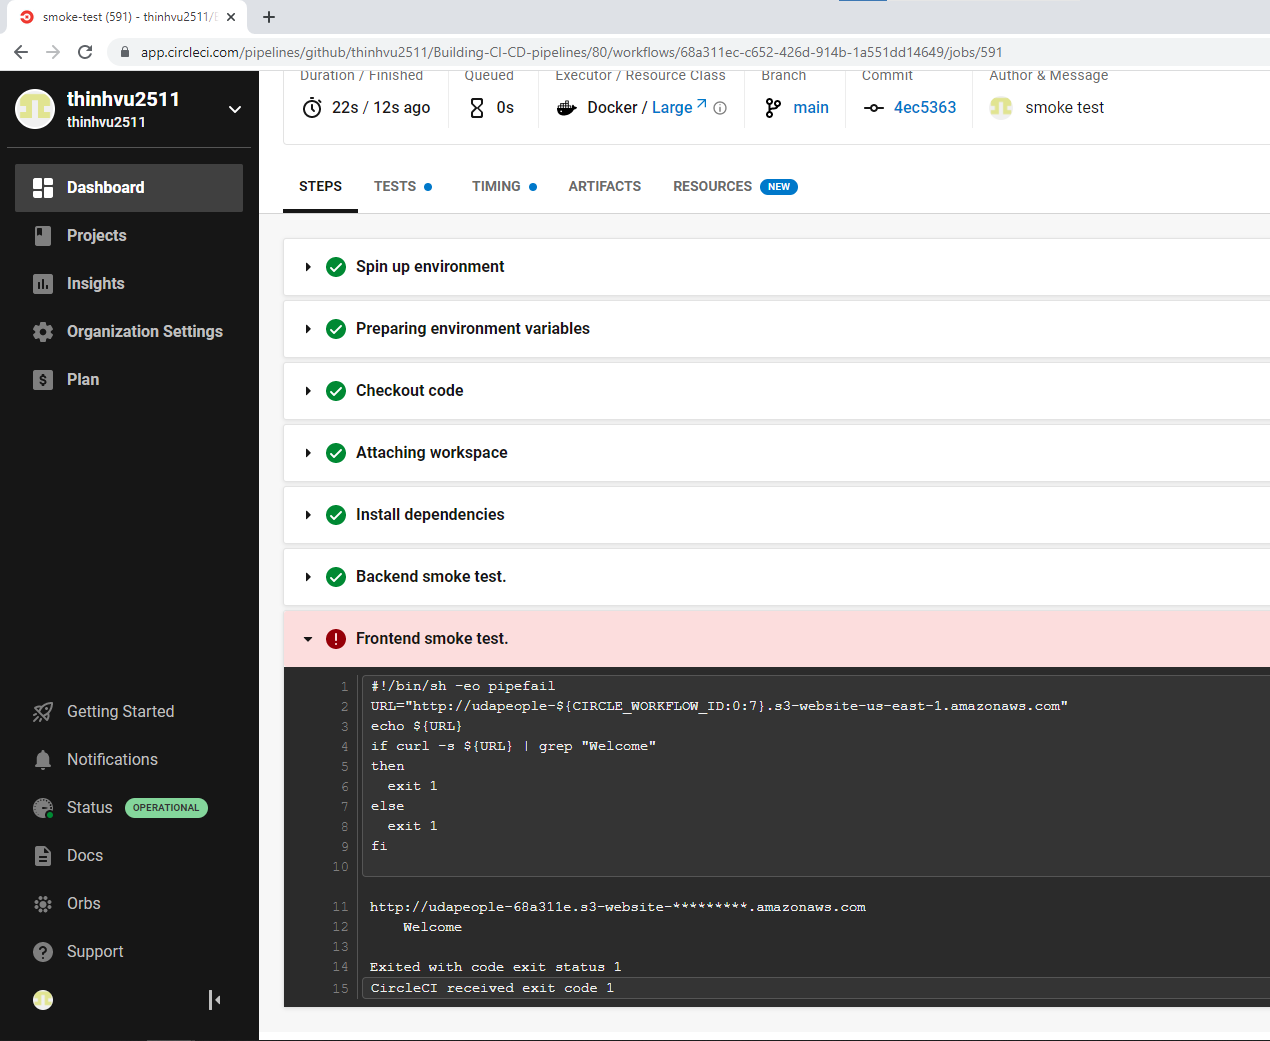 smoke-test (591) - thinhvu2511/
app.circleci.com/pipelines/github/thinhvu2511/Building-CI-CD-pipelines/80/workflows/68a311ec-c652-426d-914b-1a551dd14649/jobs/591
thinhvu2511
thinhvu2511
Dashboard
Projects
Insights
Organization Settings
Plan
Getting Started
Notifications
Status OPERATIONAL
Docs
Orbs
Support
Duration / Finished Queued Executor / Resource Class Branch Commit Author & Message
22s / 12s ago 0s Docker / Large main 4ec5363 smoke test
STEPS TESTS TIMING ARTIFACTS RESOURCES NEW
Spin up environment
Preparing environment variables
Checkout code
Attaching workspace
Install dependencies
Backend smoke test.
Frontend smoke test.
1 #!/bin/sh -eo pipefail
2 URL="http://udapeople-${CIRCLE_WORKFLOW_ID:0:7}.s3-website-us-east-1.amazonaws.com"
3 echo ${URL}
4 if curl -s ${URL} | grep "Welcome"
5 then
6   exit 1
7 else
8   exit 1
9 fi
10
11 http://udapeople-68a311e.s3-website-*********.amazonaws.com
12     Welcome
13
14 Exited with code exit status 1
15 CircleCI received exit code 1